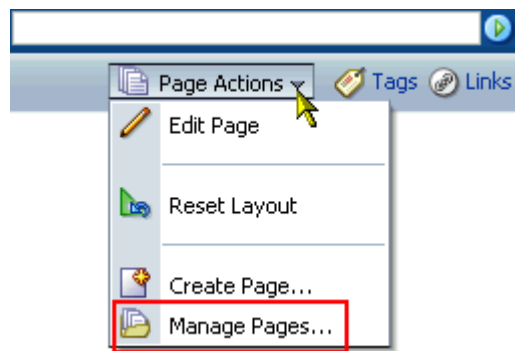 Page Actions Tags Links
Edit Page
Reset Layout
Create Page...
Manage Pages...